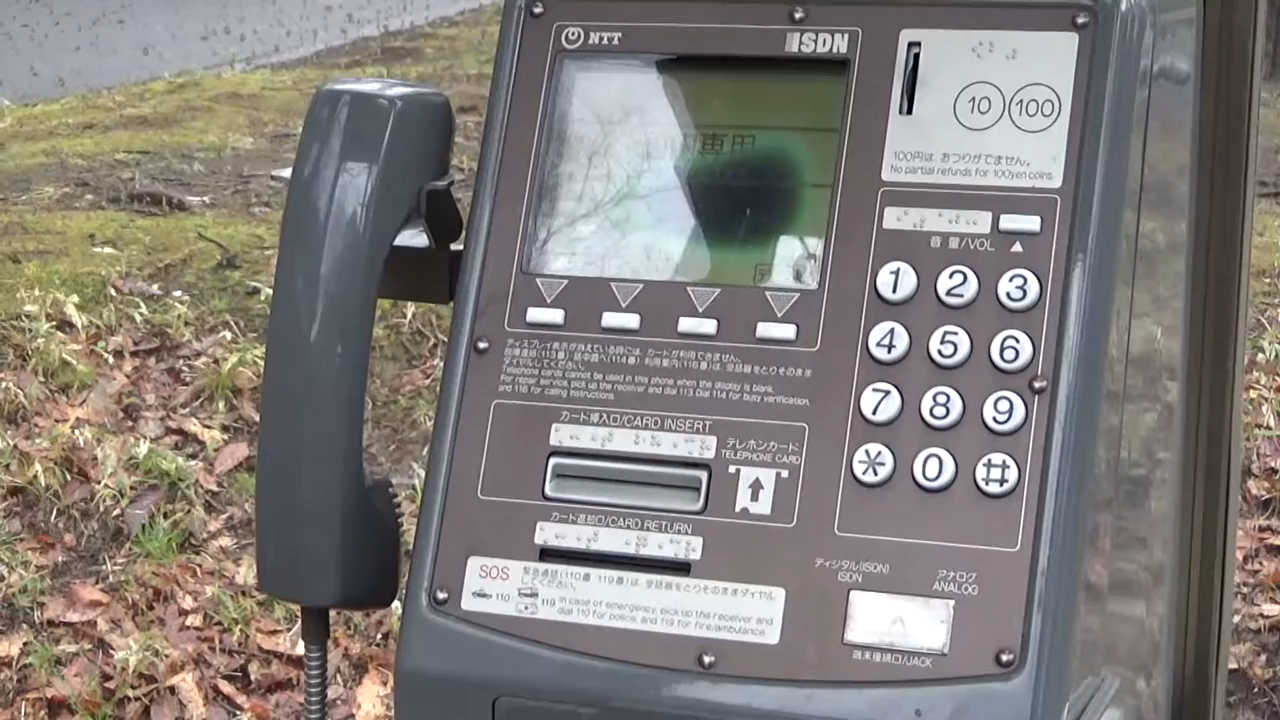 NTT
ISDN
専用
10 100
100円は、おつりがでません。
No partial refunds for 100yen coins.
音量/VOL ▲
1 2 3
4 5 6
7 8 9
* 0 #
ディスプレイ表示が消えている時には、カードが利用できません。
故障連絡(113番) 話中調べ(114番) 利用案内(116番)は、受話器をとりそのまま
ダイヤルしてください。
Telephone cards cannot be used in this phone when the display is blank.
For repair service, pick up the receiver and dial 113. Dial 114 for busy verification,
and 116 for calling instructions.
カード挿入口/CARD INSERT
テレホンカード
TELEPHONE CARD
カード返却口/CARD RETURN
SOS
緊急通話(110番 119番)は、受話器をとりそのままダイヤル
してください。
110 119
In case of emergency, pick up the receiver and
dial 110 for police, and 119 for fire/ambulance.
ディジタル(ISDN)
ISDN
アナログ
ANALOG
端末接続口/JACK